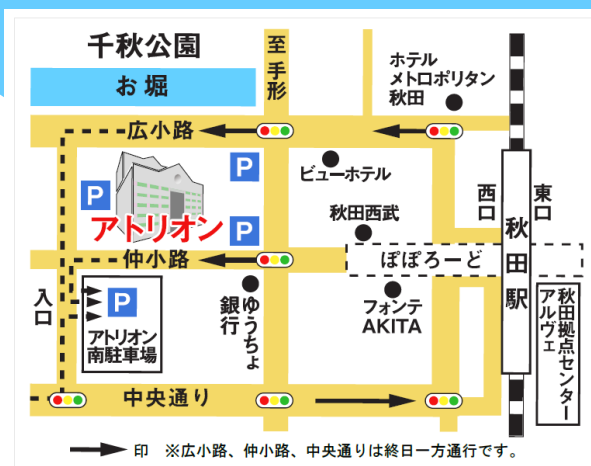 千秋公園
お堀
至手形
ホテル
メトロポリタン
秋田
広小路
P
ビューホテル
P
アトリオン
P
秋田西武
西口
東口
秋田駅
仲小路
ぽぽろーど
入口
P
アトリオン
南駐車場
ゆうちょ
銀行
フォンテ
AKITA
秋田拠点センター
アルヴェ
中央通り
印 ※広小路、仲小路、中央通りは終日一方通行です。